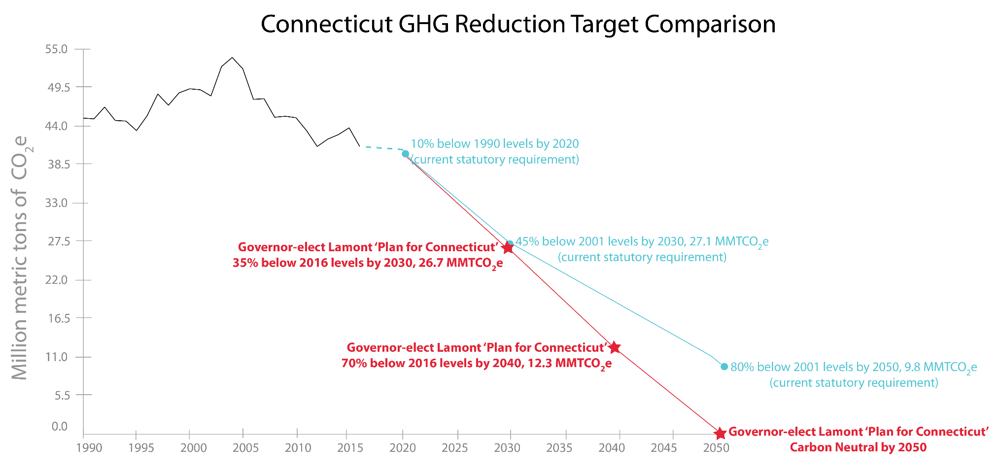 Connecticut GHG Reduction Target Comparison
Million metric tons of CO₂e
55.0
49.5
44.0
38.5
33.0
27.5
22.0
16.5
11.0
5.5
0.0
10% below 1990 levels by 2020
(current statutory requirement)
Governor-elect Lamont ‘Plan for Connecticut’
35% below 2016 levels by 2030, 26.7 MMTCO₂e
45% below 2001 levels by 2030, 27.1 MMTCO₂e
(current statutory requirement)
Governor-elect Lamont ‘Plan for Connecticut’
70% below 2016 levels by 2040, 12.3 MMTCO₂e
80% below 2001 levels by 2050, 9.8 MMTCO₂e
(current statutory requirement)
Governor-elect Lamont ‘Plan for Connecticut’
Carbon Neutral by 2050
1990 1995 2000 2005 2010 2015 2020 2025 2030 2035 2040 2045 2050